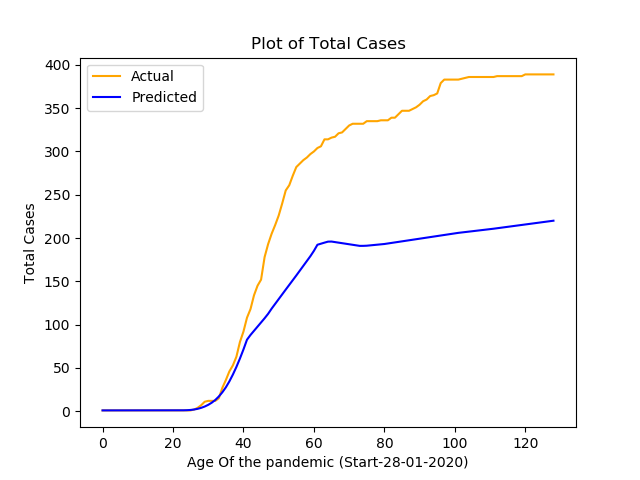 Plot of Total Cases
Actual
Predicted
400
350
300
250
200
150
100
50
0
Total Cases
0 20 40 60 80 100 120
Age Of the pandemic (Start-28-01-2020)